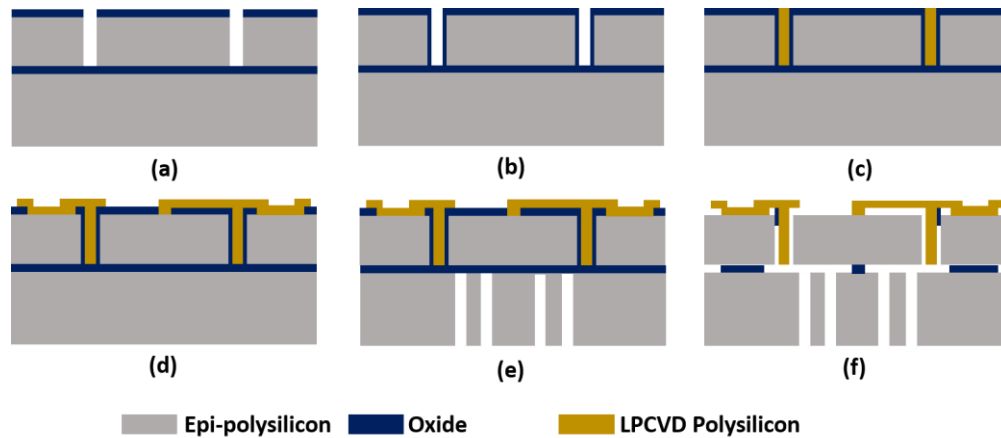 (a)
(b)
(c)
(d)
(e)
(f)
Epi-polysilicon
Oxide
LPCVD Polysilicon